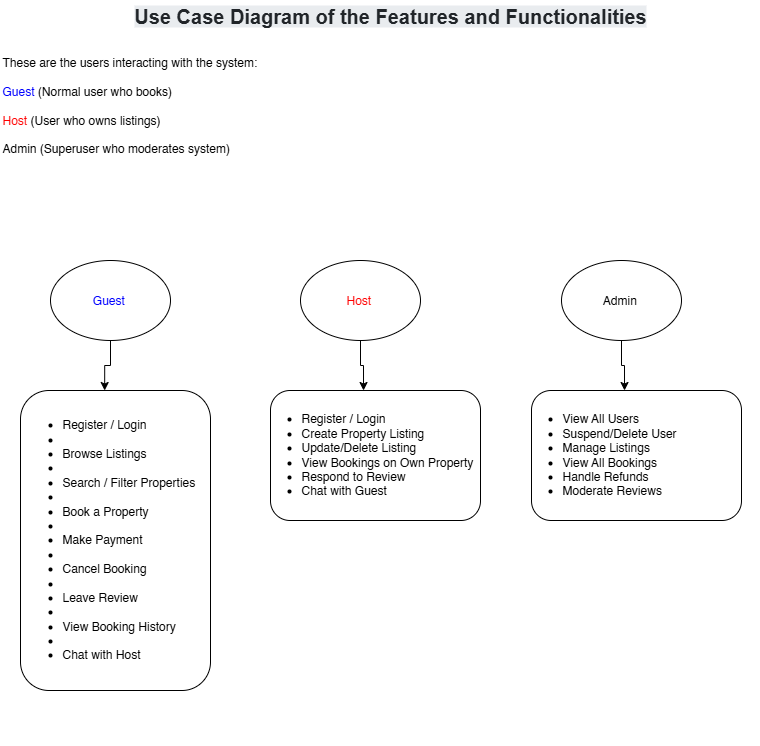 Use Case Diagram of the Features and Functionalities
These are the users interacting with the system:
Guest (Normal user who books)
Host (User who owns listings)
Admin (Superuser who moderates system)
Guest
Host
Admin
Register / Login
Browse Listings
Search / Filter Properties
Book a Property
Make Payment
Cancel Booking
Leave Review
View Booking History
Chat with Host
Register / Login
Create Property Listing
Update/Delete Listing
View Bookings on Own Property
Respond to Review
Chat with Guest
View All Users
Suspend/Delete User
Manage Listings
View All Bookings
Handle Refunds
Moderate Reviews